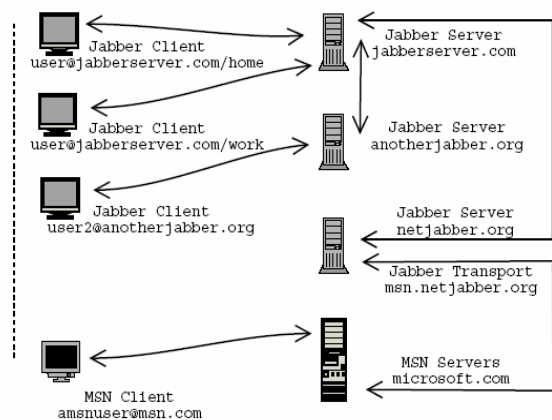 Jabber Client
user@jabberserver.com/home
Jabber Server
jabberserver.com
Jabber Client
user@jabberserver.com/work
Jabber Server
anotherjabber.org
Jabber Client
user2@anotherjabber.org
Jabber Server
netjabber.org
Jabber Transport
msn.netjabber.org
MSN Client
amsnuser@msn.com
MSN Servers
microsoft.com